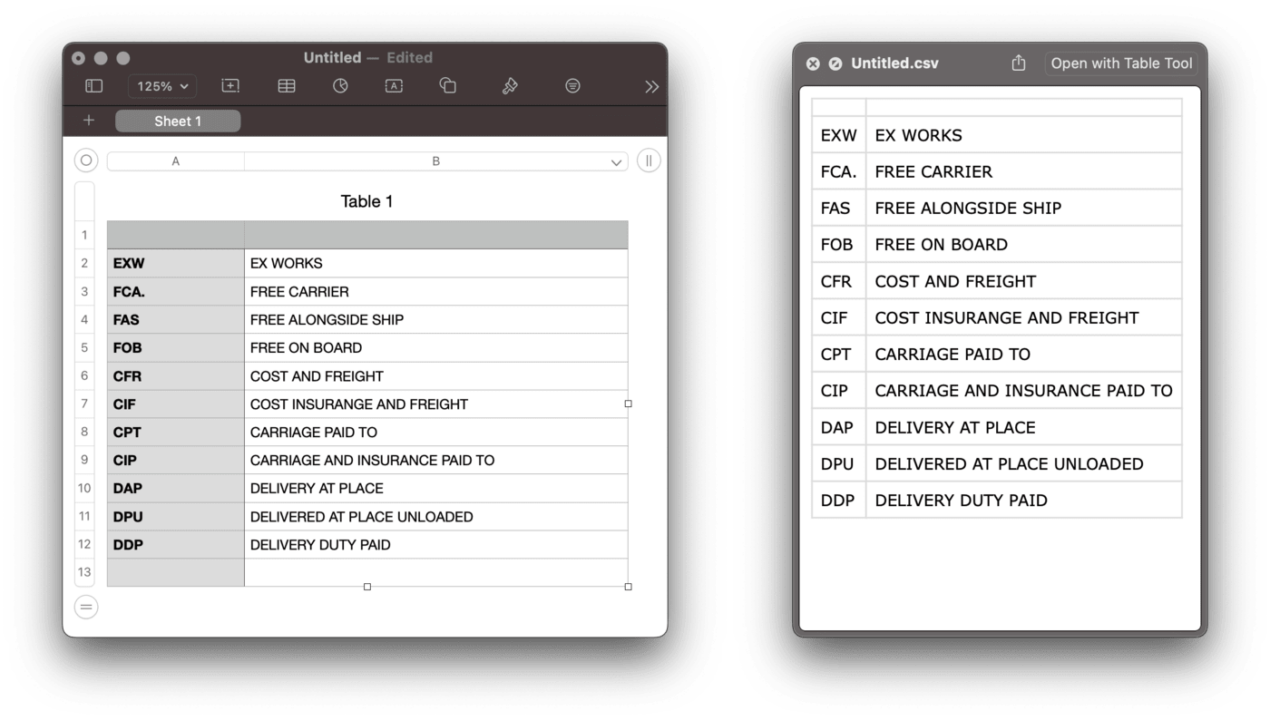 Untitled — Edited
125%
A
+ Sheet 1
A B
Table 1
1
2 EXW EX WORKS
3 FCA. FREE CARRIER
4 FAS FREE ALONGSIDE SHIP
5 FOB FREE ON BOARD
6 CFR COST AND FREIGHT
7 CIF COST INSURANGE AND FREIGHT
8 CPT CARRIAGE PAID TO
9 CIP CARRIAGE AND INSURANCE PAID TO
10 DAP DELIVERY AT PLACE
11 DPU DELIVERED AT PLACE UNLOADED
12 DDP DELIVERY DUTY PAID
13
Untitled.csv Open with Table Tool
EXW EX WORKS
FCA. FREE CARRIER
FAS FREE ALONGSIDE SHIP
FOB FREE ON BOARD
CFR COST AND FREIGHT
CIF COST INSURANGE AND FREIGHT
CPT CARRIAGE PAID TO
CIP CARRIAGE AND INSURANCE PAID TO
DAP DELIVERY AT PLACE
DPU DELIVERED AT PLACE UNLOADED
DDP DELIVERY DUTY PAID